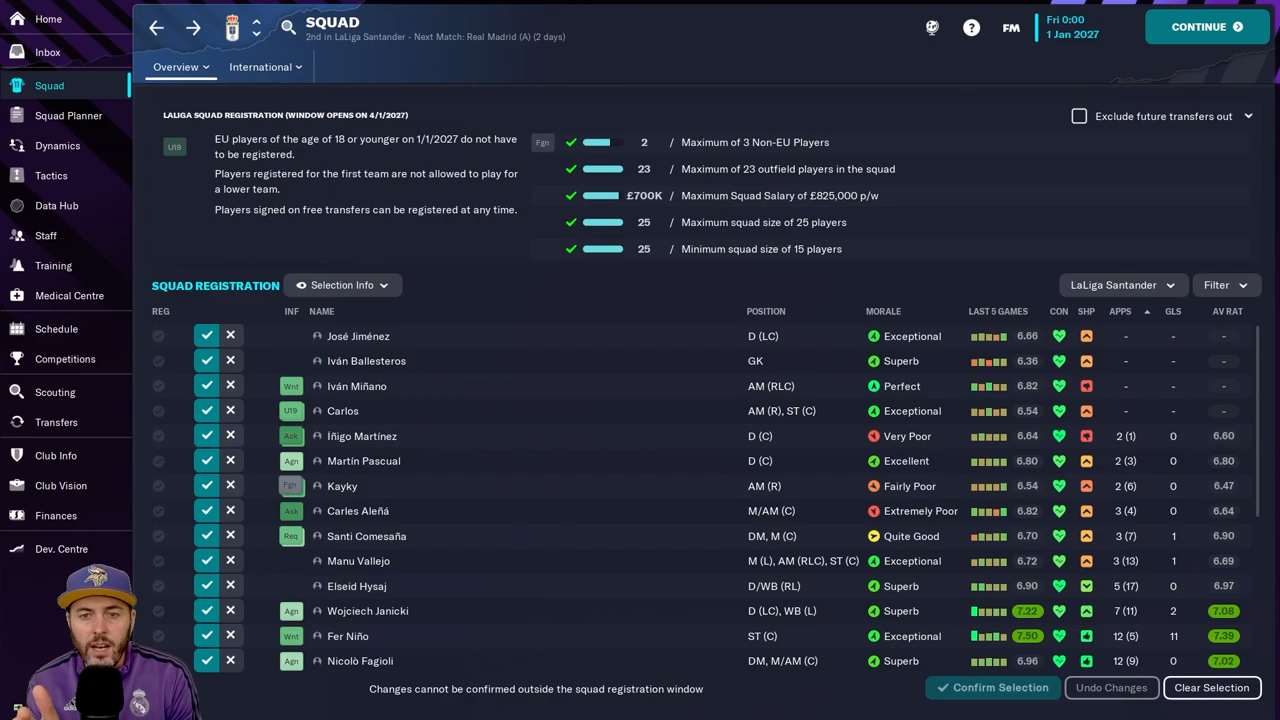 Home
Inbox
Squad
Squad Planner
Dynamics
Tactics
Data Hub
Staff
Training
Medical Centre
Schedule
Competitions
Scouting
Transfers
Club Info
Club Vision
Finances
Dev. Centre
SQUAD
2nd in LaLiga Santander - Next Match: Real Madrid (A) (2 days)
FM
Fri 0:00
1 Jan 2027
CONTINUE
Overview
International
LALIGA SQUAD REGISTRATION (WINDOW OPENS ON 4/1/2027)
U19
EU players of the age of 18 or younger on 1/1/2027 do not have
to be registered.
Players registered for the first team are not allowed to play for
a lower team.
Players signed on free transfers can be registered at any time.
Exclude future transfers out
Fgn 2 / Maximum of 3 Non-EU Players
23 / Maximum of 23 outfield players in the squad
£700K / Maximum Squad Salary of £825,000 p/w
25 / Maximum squad size of 25 players
25 / Minimum squad size of 15 players
SQUAD REGISTRATION
Selection Info
LaLiga Santander
Filter
REG INF NAME POSITION MORALE LAST 5 GAMES CON SHP APPS GLS AV RAT
José Jiménez D (LC) Exceptional 6.66 - - -
Iván Ballesteros GK Superb 6.36 - - -
Wnt Iván Miñano AM (RLC) Perfect 6.82 - - -
U19 Carlos AM (R), ST (C) Exceptional 6.54 - - -
Ask Íñigo Martínez D (C) Very Poor 6.64 2 (1) 0 6.60
Agn Martín Pascual D (C) Excellent 6.80 2 (3) 0 6.80
Fgn Kayky AM (R) Fairly Poor 6.54 2 (6) 0 6.47
Ask Carles Aleñá M/AM (C) Extremely Poor 6.82 3 (4) 0 6.64
Req Santi Comesaña DM, M (C) Quite Good 6.70 3 (7) 1 6.90
Manu Vallejo M (L), AM (RLC), ST (C) Exceptional 6.72 3 (13) 1 6.69
Elseid Hysaj D/WB (RL) Superb 6.90 5 (17) 0 6.97
Agn Wojciech Janicki D (LC), WB (L) Superb 7.22 7 (11) 2 7.08
Wnt Fer Niño ST (C) Exceptional 7.50 12 (5) 11 7.39
Agn Nicolò Fagioli DM, M/AM (C) Superb 6.96 12 (9) 0 7.02
Changes cannot be confirmed outside the squad registration window
Confirm Selection
Undo Changes
Clear Selection